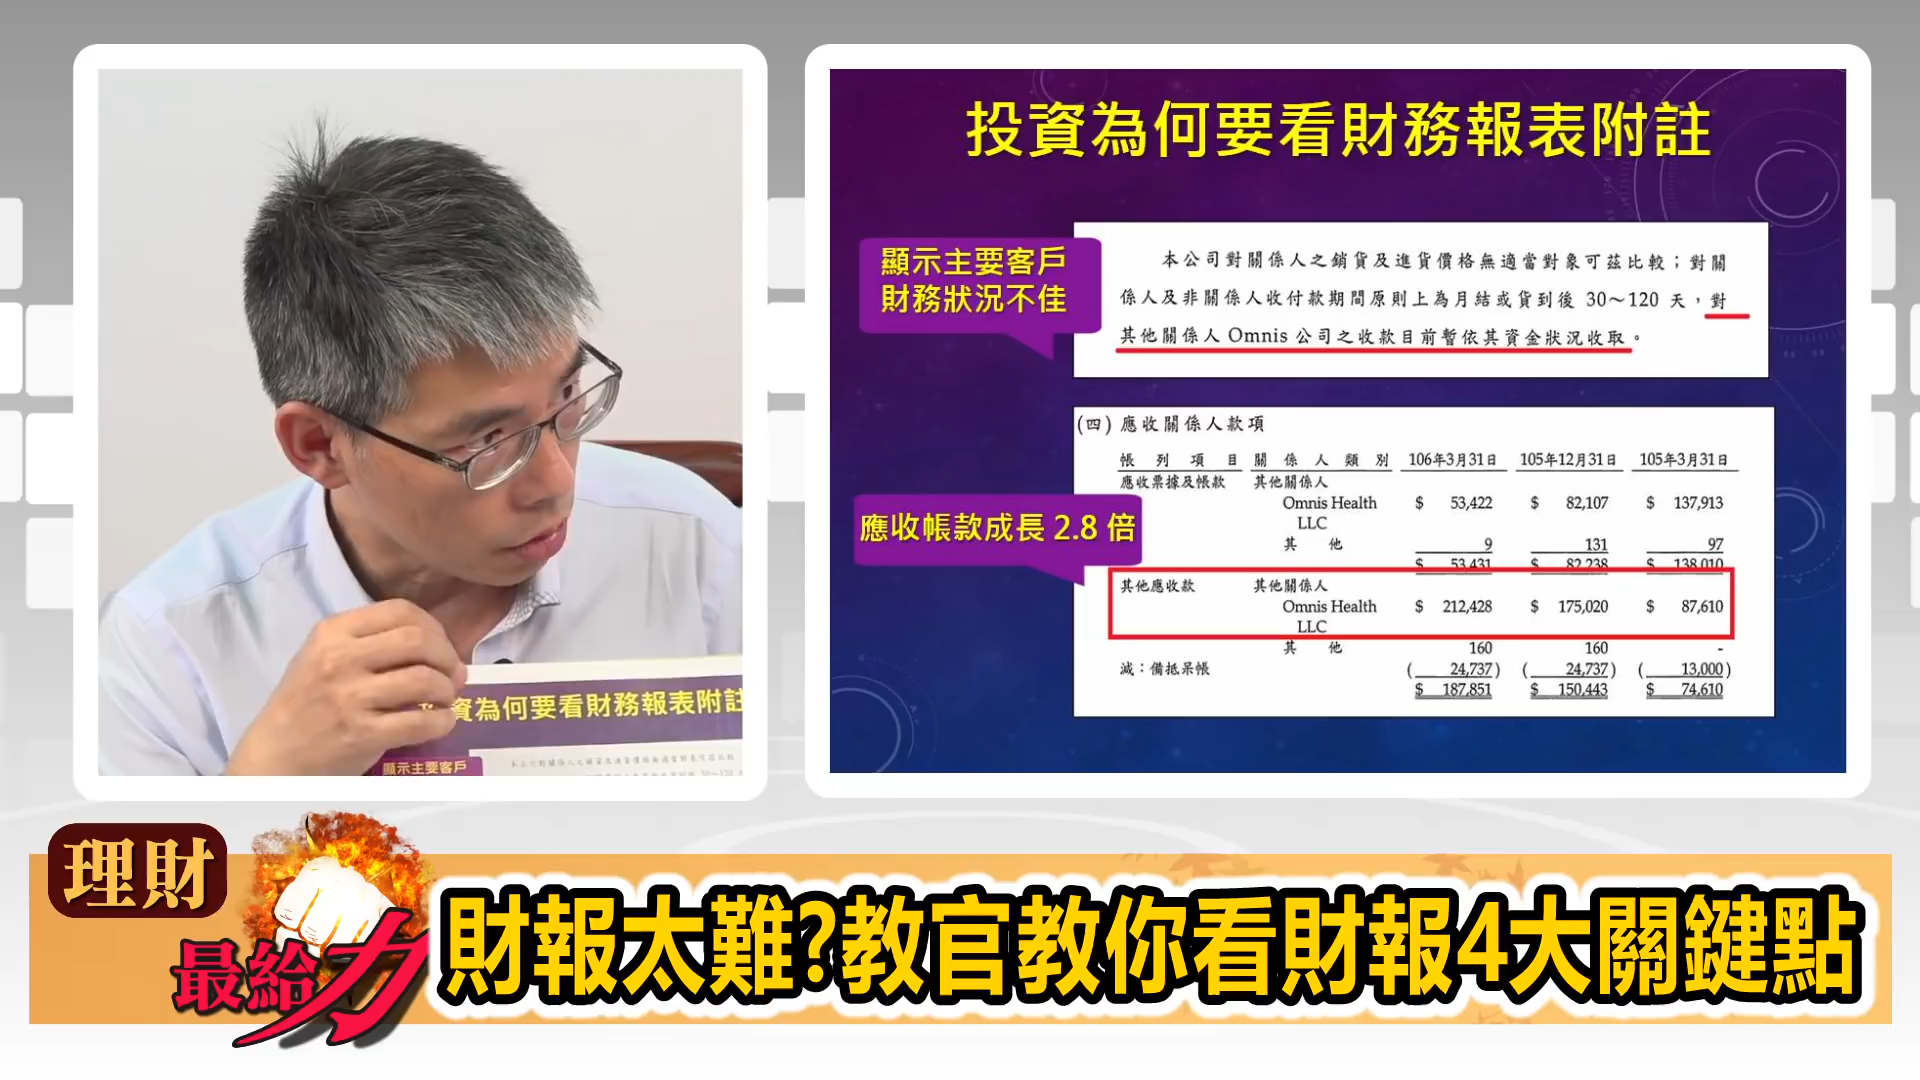 投資為何要看財務報表附註
顯示主要客戶
財務狀況不佳
本公司對關係人之銷貨及進貨價格無適當對象可茲比較；對關
係人及非關係人收付款期間原則上為月結或貨到後 30～120 天，對
其他關係人 Omnis 公司之收款目前暫依其資金狀況收取。
應收帳款成長 2.8 倍
(四) 應收關係人款項
帳列項目 關係人類別 106年3月31日 105年12月31日 105年3月31日
應收票據及帳款 其他關係人
Omnis Health $ 53,422 $ 82,107 $ 137,913
LLC
其他 9 131 97
$ 53,431 $ 82,238 $ 138,010
其他應收款 其他關係人
Omnis Health $ 212,428 $ 175,020 $ 87,610
LLC
其他 160 160 -
減：備抵呆帳 ( 24,737) ( 24,737) ( 13,000)
$ 187,851 $ 150,443 $ 74,610
資為何要看財務報表附註
顯示主要客戶
理財
最給力
財報太難?教官教你看財報4大關鍵點